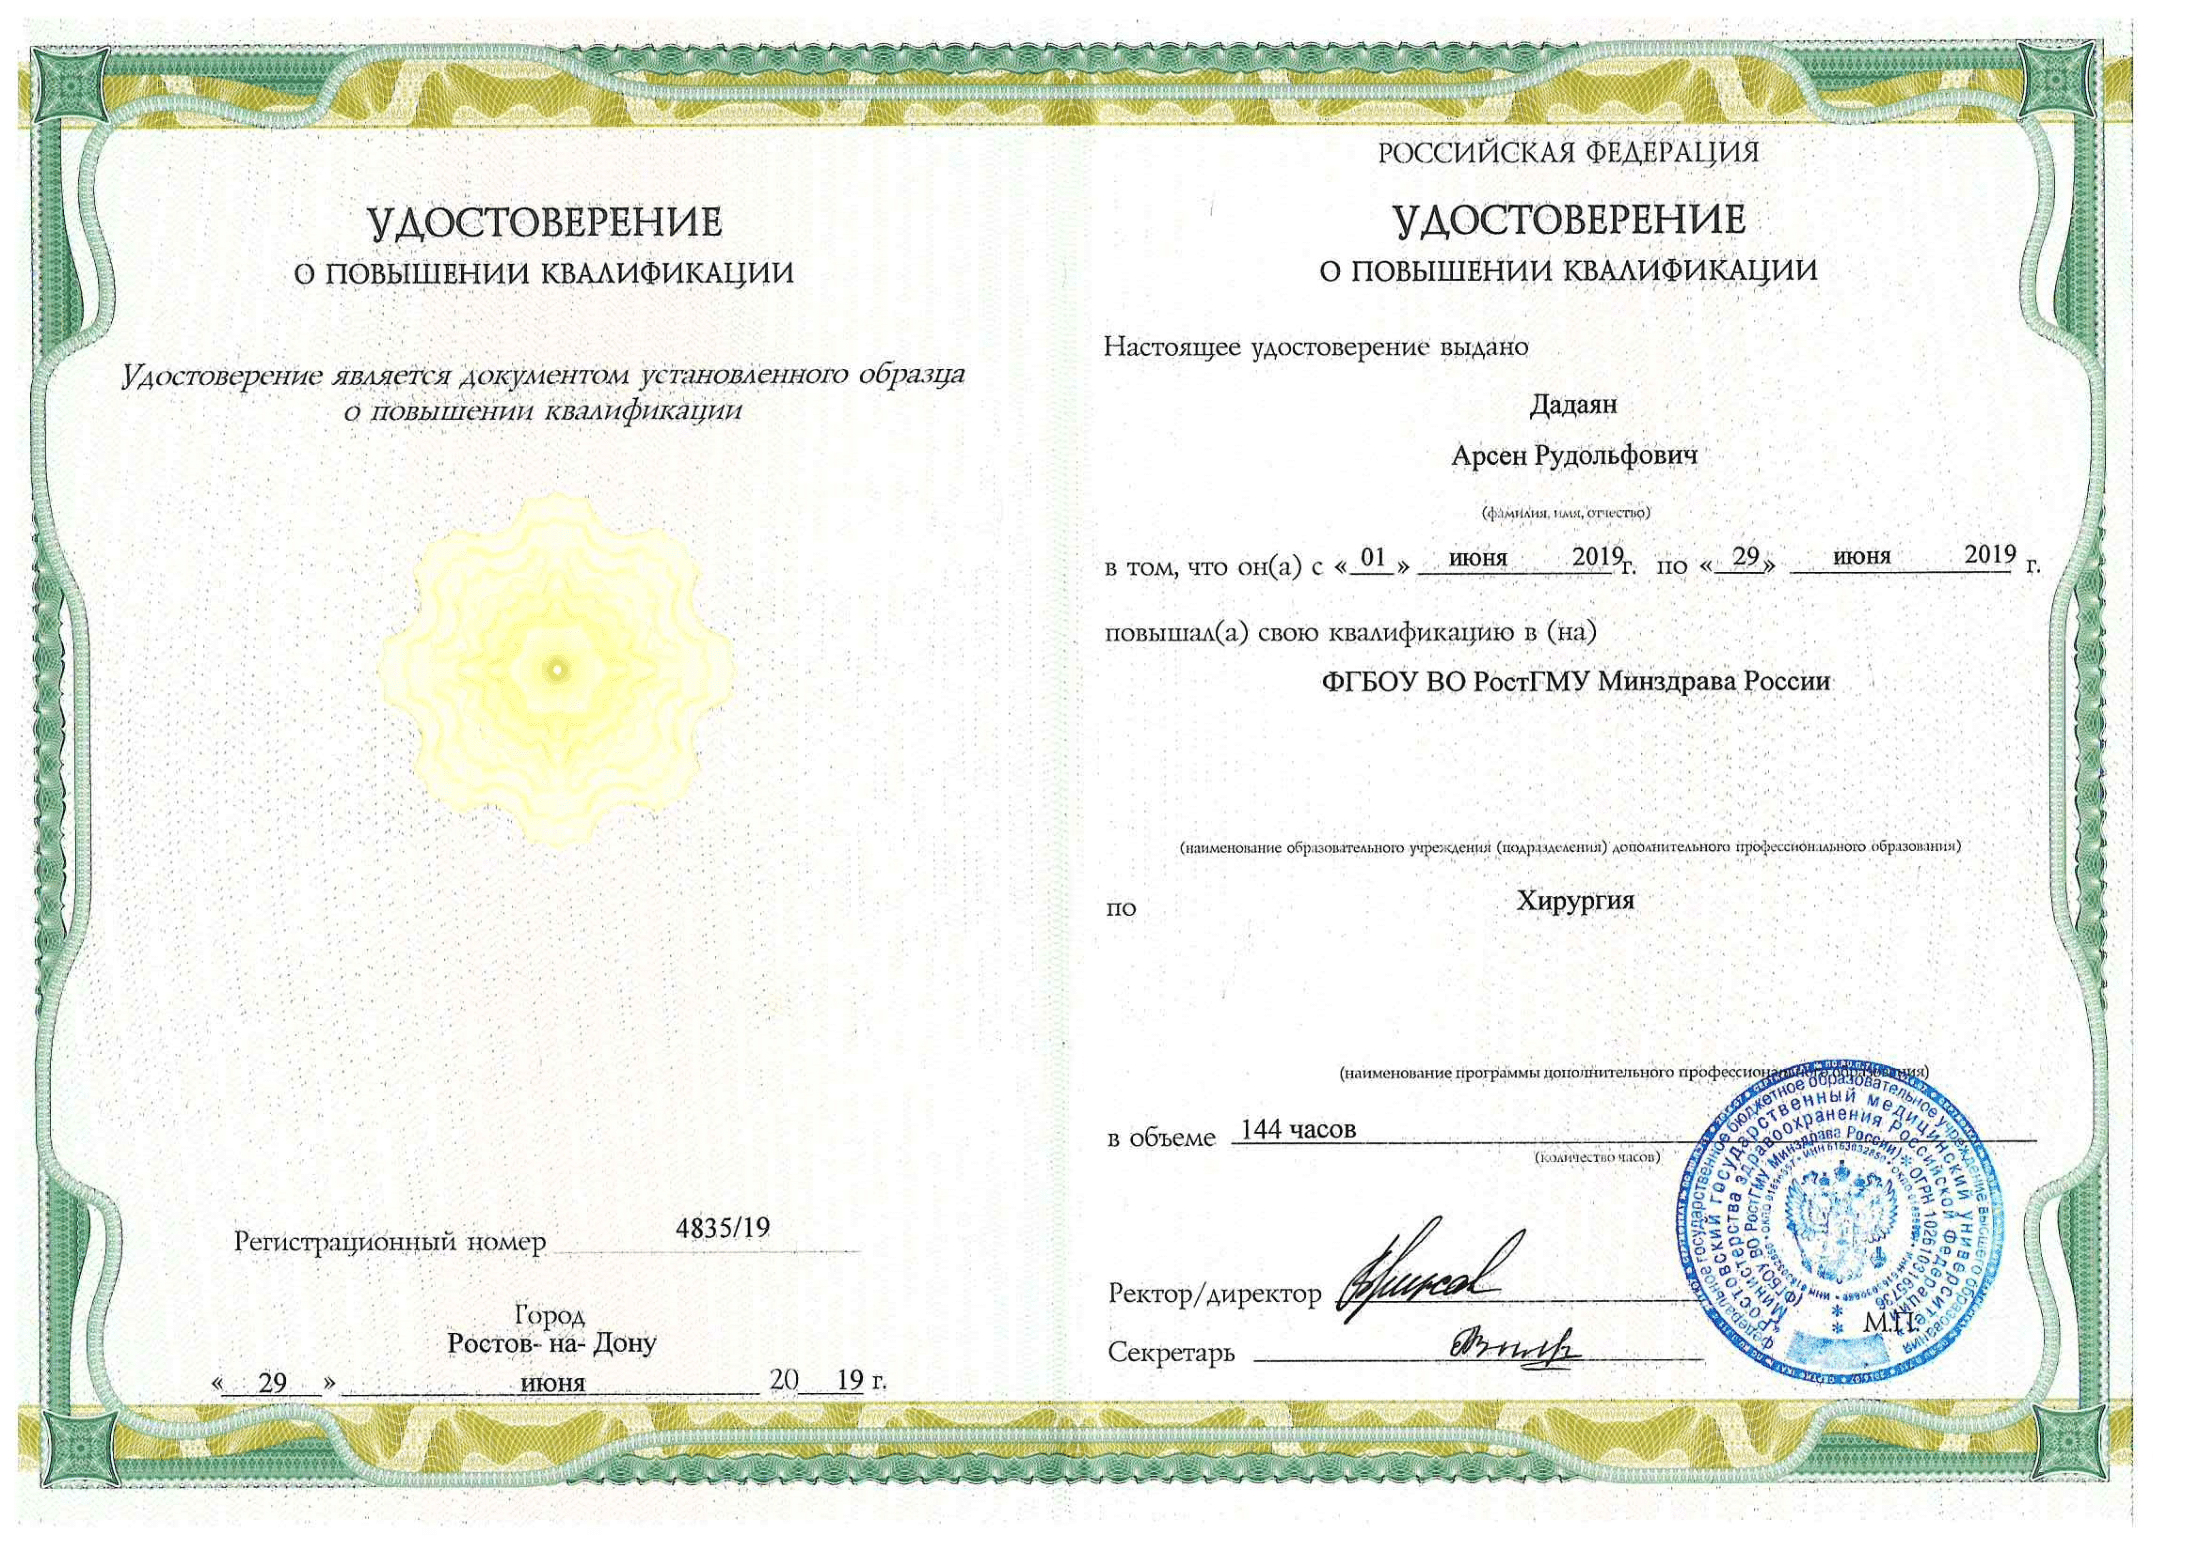 УДОСТОВЕРЕНИЕ
О ПОВЫШЕНИИ КВАЛИФИКАЦИИ
Удостоверение является документом установленного образца
о повышении квалификации
Регистрационный номер 4835/19
Город
Ростов- на- Дону
« 29 » июня 20 19 г.
РОССИЙСКАЯ ФЕДЕРАЦИЯ
УДОСТОВЕРЕНИЕ
О ПОВЫШЕНИИ КВАЛИФИКАЦИИ
Настоящее удостоверение выдано
Дадаян
Арсен Рудольфович
(фамилия, имя, отчество)
в том, что он(а) с « 01 » июня 2019 г. по « 29 » июня 2019 г.
повышал(а) свою квалификацию в (на)
ФГБОУ ВО РостГМУ Минздрава России
(наименование образовательного учреждения (подразделения) дополнительного профессионального образования)
по Хирургия
(наименование программы дополнительного профессионального образования)
в объеме 144 часов
(количество часов)
Ректор/директор
Секретарь
М.П.
Федеральное государственное бюджетное образовательное учреждение высшего образования
"Ростовский государственный медицинский университет"
Министерства здравоохранения Российской Федерации
(ФГБОУ ВО РостГМУ Минздрава России) * ОГРН 1026103165736